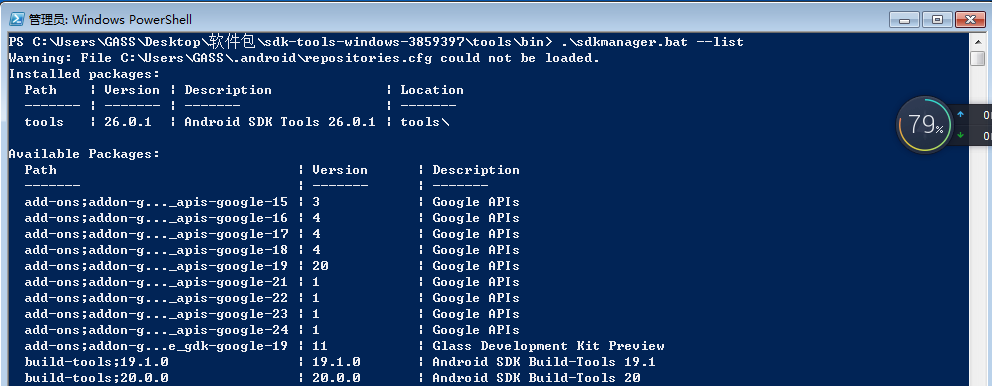 管理员: Windows PowerShell
PS C:\Users\GASS\Desktop\软件包\sdk-tools-windows-3859397\tools\bin> .\sdkmanager.bat --list
Warning: File C:\Users\GASS\.android\repositories.cfg could not be loaded.
Installed packages:
  Path    | Version | Description              | Location
  ------- | ------- | -------                  | -------
  tools   | 26.0.1  | Android SDK Tools 26.0.1 | tools\
79%
Available Packages:
  Path                              | Version      | Description
  -------                           | -------      | -------
  add-ons;addon-g..._apis-google-15 | 3            | Google APIs
  add-ons;addon-g..._apis-google-16 | 4            | Google APIs
  add-ons;addon-g..._apis-google-17 | 4            | Google APIs
  add-ons;addon-g..._apis-google-18 | 4            | Google APIs
  add-ons;addon-g..._apis-google-19 | 20           | Google APIs
  add-ons;addon-g..._apis-google-21 | 1            | Google APIs
  add-ons;addon-g..._apis-google-22 | 1            | Google APIs
  add-ons;addon-g..._apis-google-23 | 1            | Google APIs
  add-ons;addon-g..._apis-google-24 | 1            | Google APIs
  add-ons;addon-g...e_gdk-google-19 | 11           | Glass Development Kit Preview
  build-tools;19.1.0                | 19.1.0       | Android SDK Build-Tools 19.1
  build-tools;20.0.0                | 20.0.0       | Android SDK Build-Tools 20